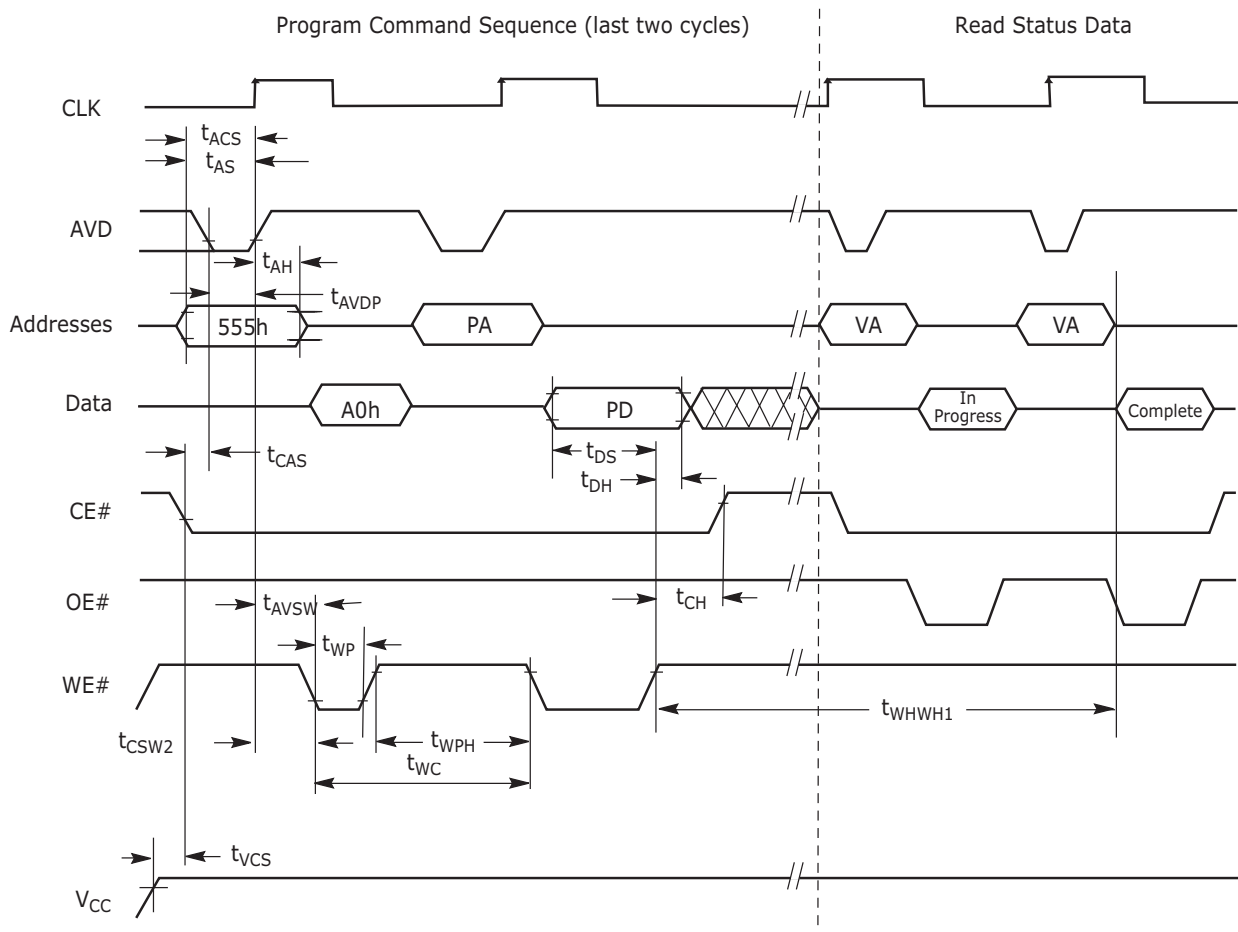 Program Command Sequence (last two cycles)
Read Status Data
CLK
tACS
tAS
AVD
tAH
tAVDP
Addresses
555h
PA
VA
VA
Data
A0h
PD
In
Progress
Complete
tCAS
tDS
tDH
CE#
OE#
tAVSW
tCH
tWP
WE#
tWHWH1
tCSW2
tWPH
tWC
tVCS
VCC